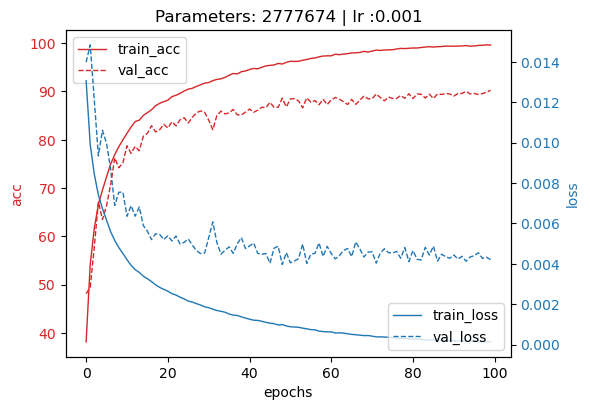 Parameters: 2777674 | lr :0.001
100
90
80
70
60
50
40
acc
train_acc
val_acc
0.014
0.012
0.010
0.008
0.006
0.004
0.002
0.000
loss
train_loss
val_loss
0
20
40
60
80
100
epochs